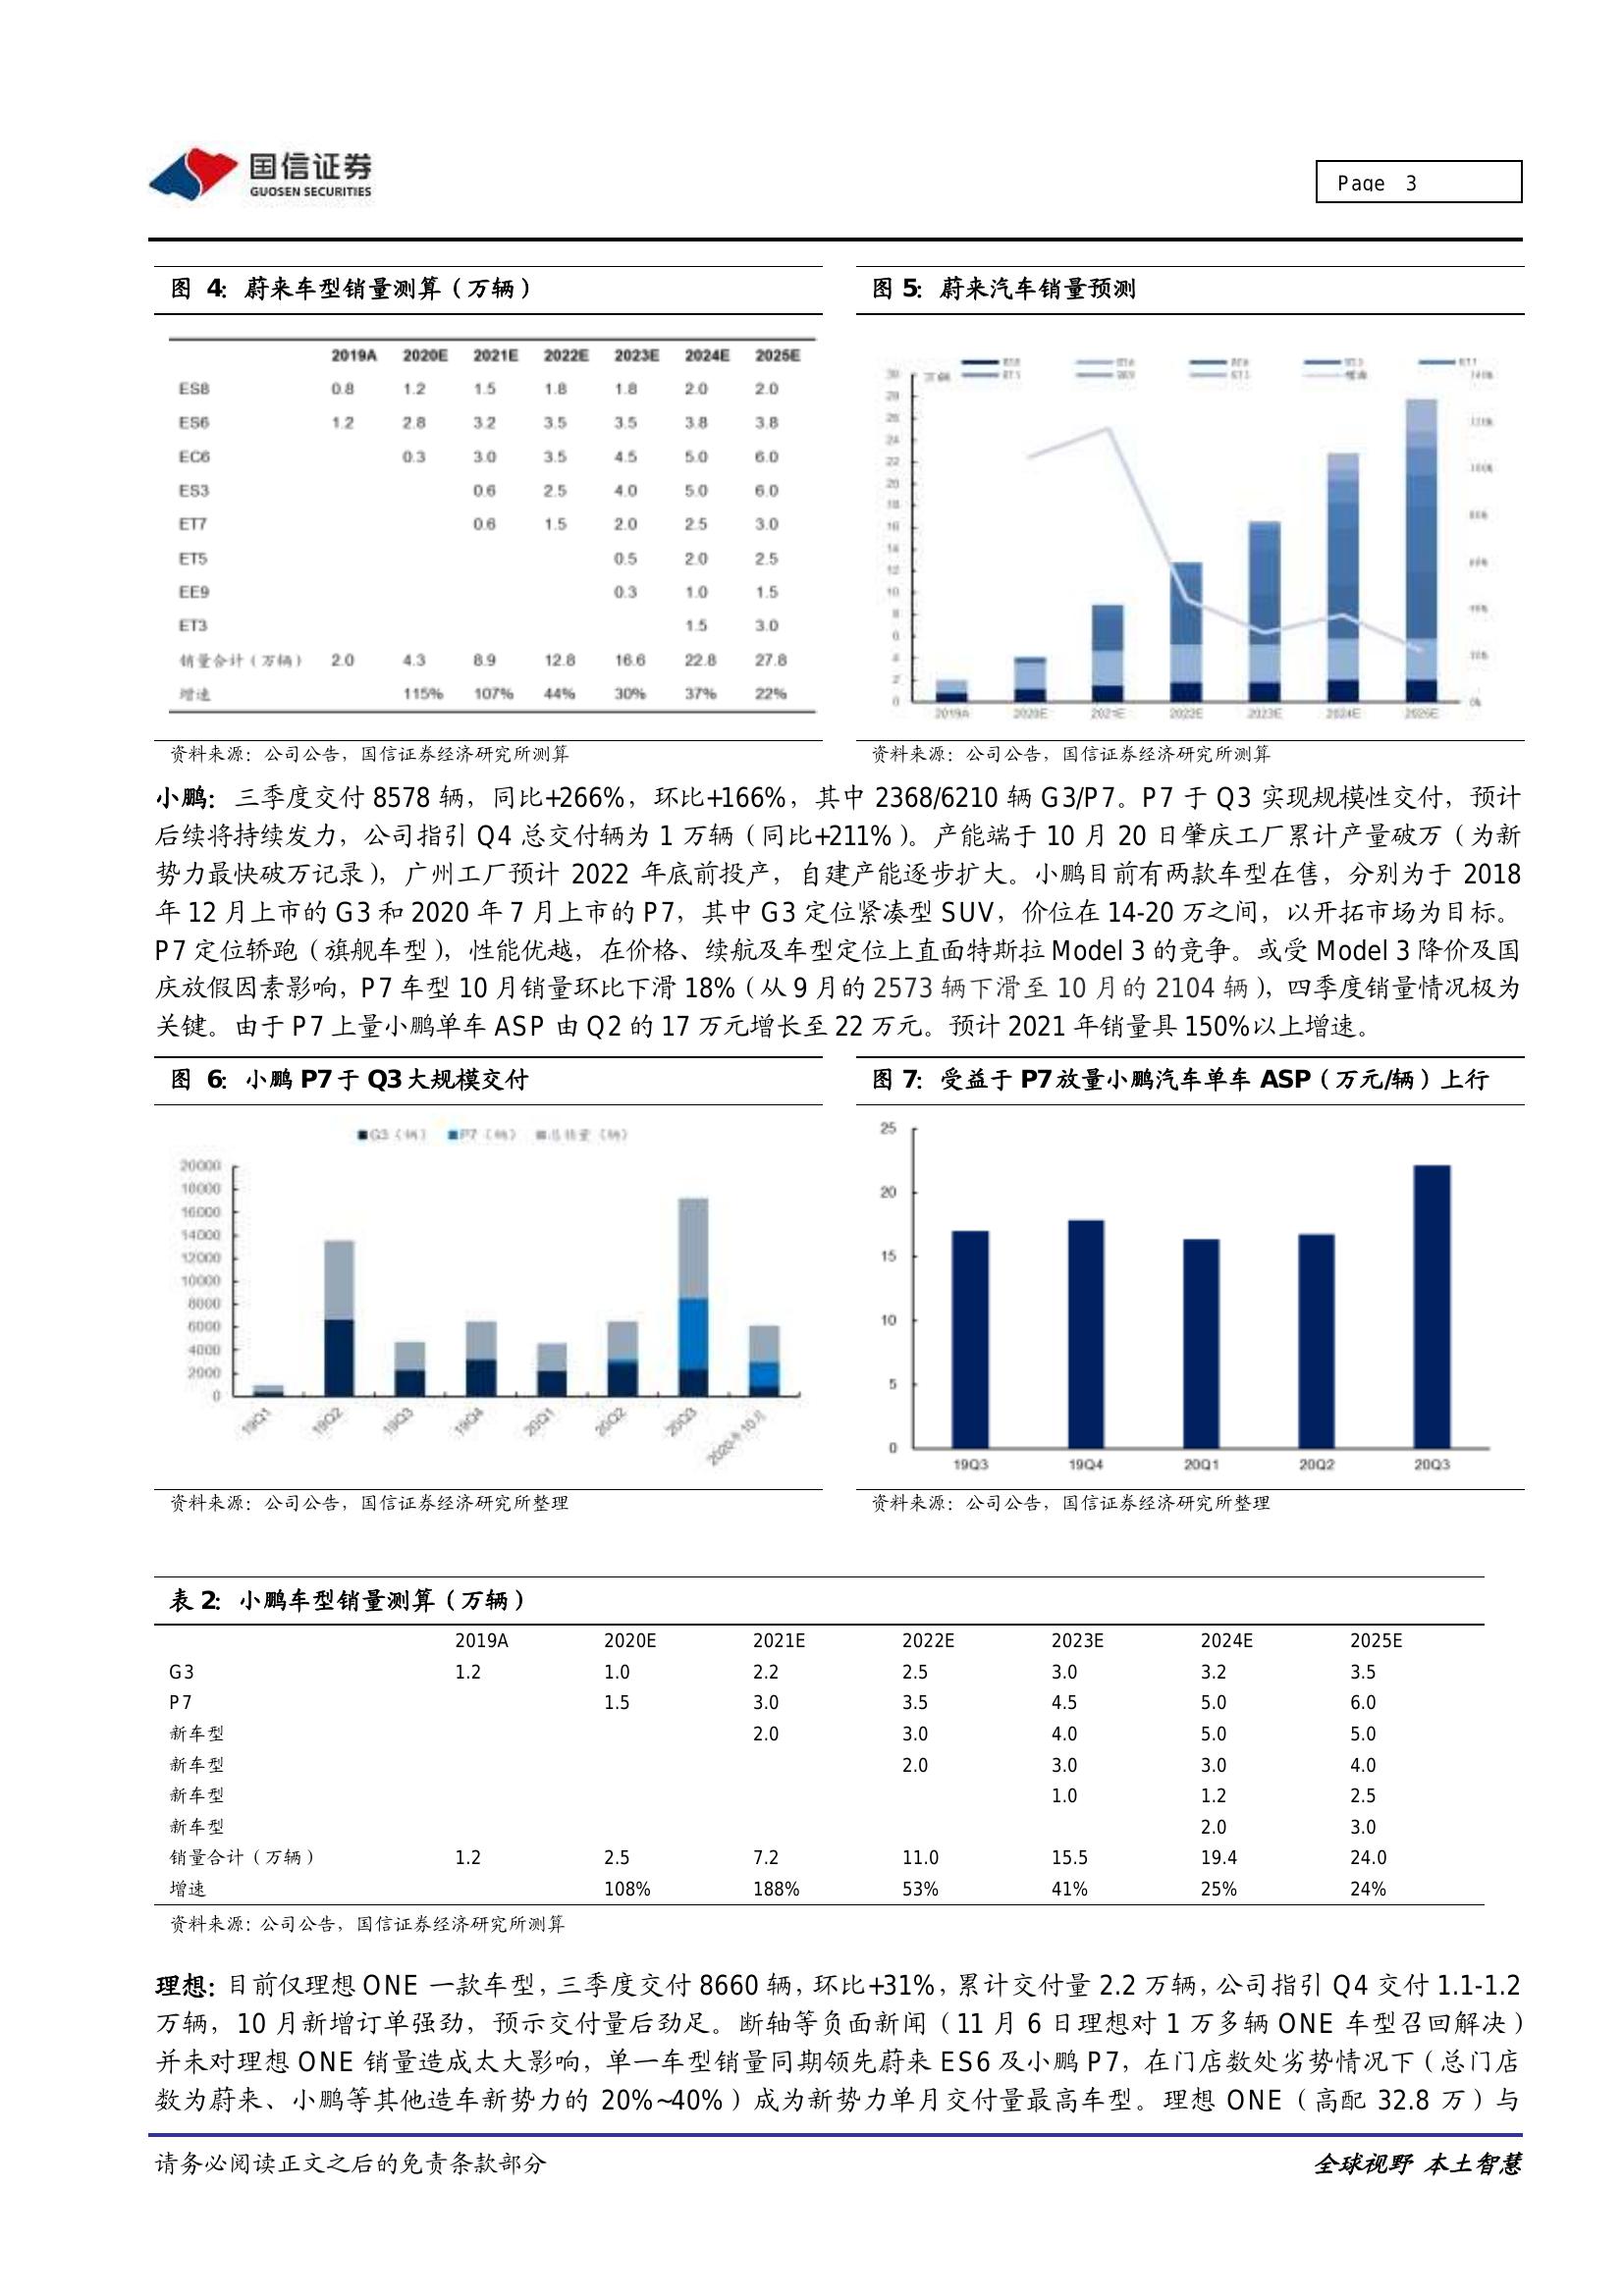 国信证券
GUOSEN SECURITIES
Page 3
图 4：蔚来车型销量测算（万辆）
2019A 2020E 2021E 2022E 2023E 2024E 2025E
ES8 0.8 1.2 1.5 1.8 1.8 2.0 2.0
ES6 1.2 2.8 3.2 3.5 3.5 3.8 3.8
EC6 0.3 3.0 3.5 4.5 5.0 6.0
ES3 0.6 2.5 4.0 5.0 6.0
ET7 0.6 1.5 2.0 2.5 3.0
ET5 0.5 2.0 2.5
EE9 0.3 1.0 1.5
ET3 1.5 3.0
销量合计（万辆） 2.0 4.3 8.9 12.8 16.6 22.8 27.8
增速 115% 107% 44% 30% 37% 22%
资料来源：公司公告，国信证券经济研究所测算
图 5：蔚来汽车销量预测
30
28
26
24
22
20
18
16
14
12
10
8
6
4
2
0
140%
120%
100%
80%
60%
40%
20%
0%
2019A 2020E 2021E 2022E 2023E 2024E 2025E
资料来源：公司公告，国信证券经济研究所测算
小鹏：三季度交付 8578 辆，同比+266%，环比+166%，其中 2368/6210 辆 G3/P7。P7 于 Q3 实现规模性交付，预计
后续将持续发力，公司指引 Q4 总交付辆为 1 万辆（同比+211%）。产能端于 10 月 20 日肇庆工厂累计产量破万（为新
势力最快破万记录），广州工厂预计 2022 年底前投产，自建产能逐步扩大。小鹏目前有两款车型在售，分别为于 2018
年 12 月上市的 G3 和 2020 年 7 月上市的 P7，其中 G3 定位紧凑型 SUV，价位在 14-20 万之间，以开拓市场为目标。
P7 定位轿跑（旗舰车型），性能优越，在价格、续航及车型定位上直面特斯拉 Model 3 的竞争。或受 Model 3 降价及国
庆放假因素影响，P7 车型 10 月销量环比下滑 18%（从 9 月的 2573 辆下滑至 10 月的 2104 辆），四季度销量情况极为
关键。由于 P7 上量小鹏单车 ASP 由 Q2 的 17 万元增长至 22 万元。预计 2021 年销量具 150%以上增速。
图 6：小鹏 P7 于 Q3 大规模交付
G3（辆） P7（辆） 总销量（辆）
20000
18000
16000
14000
12000
10000
8000
6000
4000
2000
0
19Q1 19Q2 19Q3 19Q4 20Q1 20Q2 20Q3 2020年10月
资料来源：公司公告，国信证券经济研究所整理
图 7：受益于 P7 放量小鹏汽车单车 ASP（万元/辆）上行
25
20
15
10
5
0
19Q3 19Q4 20Q1 20Q2 20Q3
资料来源：公司公告，国信证券经济研究所整理
表 2：小鹏车型销量测算（万辆）
2019A 2020E 2021E 2022E 2023E 2024E 2025E
G3 1.2 1.0 2.2 2.5 3.0 3.2 3.5
P7 1.5 3.0 3.5 4.5 5.0 6.0
新车型 2.0 3.0 4.0 5.0 5.0
新车型 2.0 3.0 3.0 4.0
新车型 1.0 1.2 2.5
新车型 2.0 3.0
销量合计（万辆） 1.2 2.5 7.2 11.0 15.5 19.4 24.0
增速 108% 188% 53% 41% 25% 24%
资料来源：公司公告，国信证券经济研究所测算
理想：目前仅理想 ONE 一款车型，三季度交付 8660 辆，环比+31%，累计交付量 2.2 万辆，公司指引 Q4 交付 1.1-1.2
万辆，10 月新增订单强劲，预示交付量后劲足。断轴等负面新闻（11 月 6 日理想对 1 万多辆 ONE 车型召回解决）
并未对理想 ONE 销量造成太大影响，单一车型销量同期领先蔚来 ES6 及小鹏 P7，在门店数处劣势情况下（总门店
数为蔚来、小鹏等其他造车新势力的 20%~40%）成为新势力单月交付量最高车型。理想 ONE（高配 32.8 万）与
请务必阅读正文之后的免责条款部分
全球视野 本土智慧